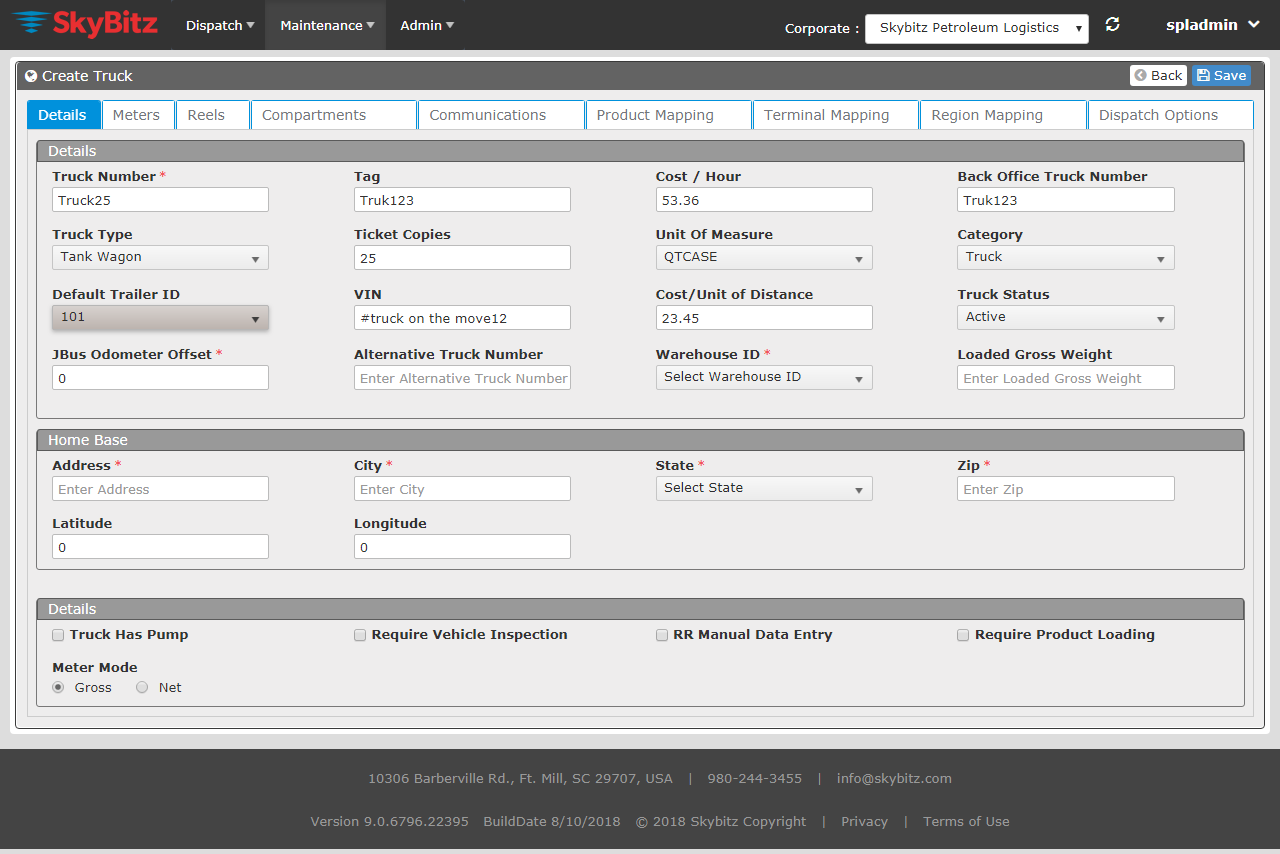 SkyBitz Dispatch Maintenance Admin Corporate : Skybitz Petroleum Logistics spladmin
Create Truck Back Save
Details Meters Reels Compartments Communications Product Mapping Terminal Mapping Region Mapping Dispatch Options
Details
Truck Number * Tag Cost / Hour Back Office Truck Number
Truck25 Truk123 53.36 Truk123
Truck Type Ticket Copies Unit Of Measure Category
Tank Wagon 25 QTCASE Truck
Default Trailer ID VIN Cost/Unit of Distance Truck Status
101 #truck on the move12 23.45 Active
JBus Odometer Offset * Alternative Truck Number Warehouse ID * Loaded Gross Weight
0 Enter Alternative Truck Number Select Warehouse ID Enter Loaded Gross Weight
Home Base
Address * City * State * Zip *
Enter Address Enter City Select State Enter Zip
Latitude Longitude
0 0
Details
Truck Has Pump Require Vehicle Inspection RR Manual Data Entry Require Product Loading
Meter Mode
Gross Net
10306 Barberville Rd., Ft. Mill, SC 29707, USA | 980-244-3455 | info@skybitz.com
Version 9.0.6796.22395 BuildDate 8/10/2018 © 2018 Skybitz Copyright | Privacy | Terms of Use